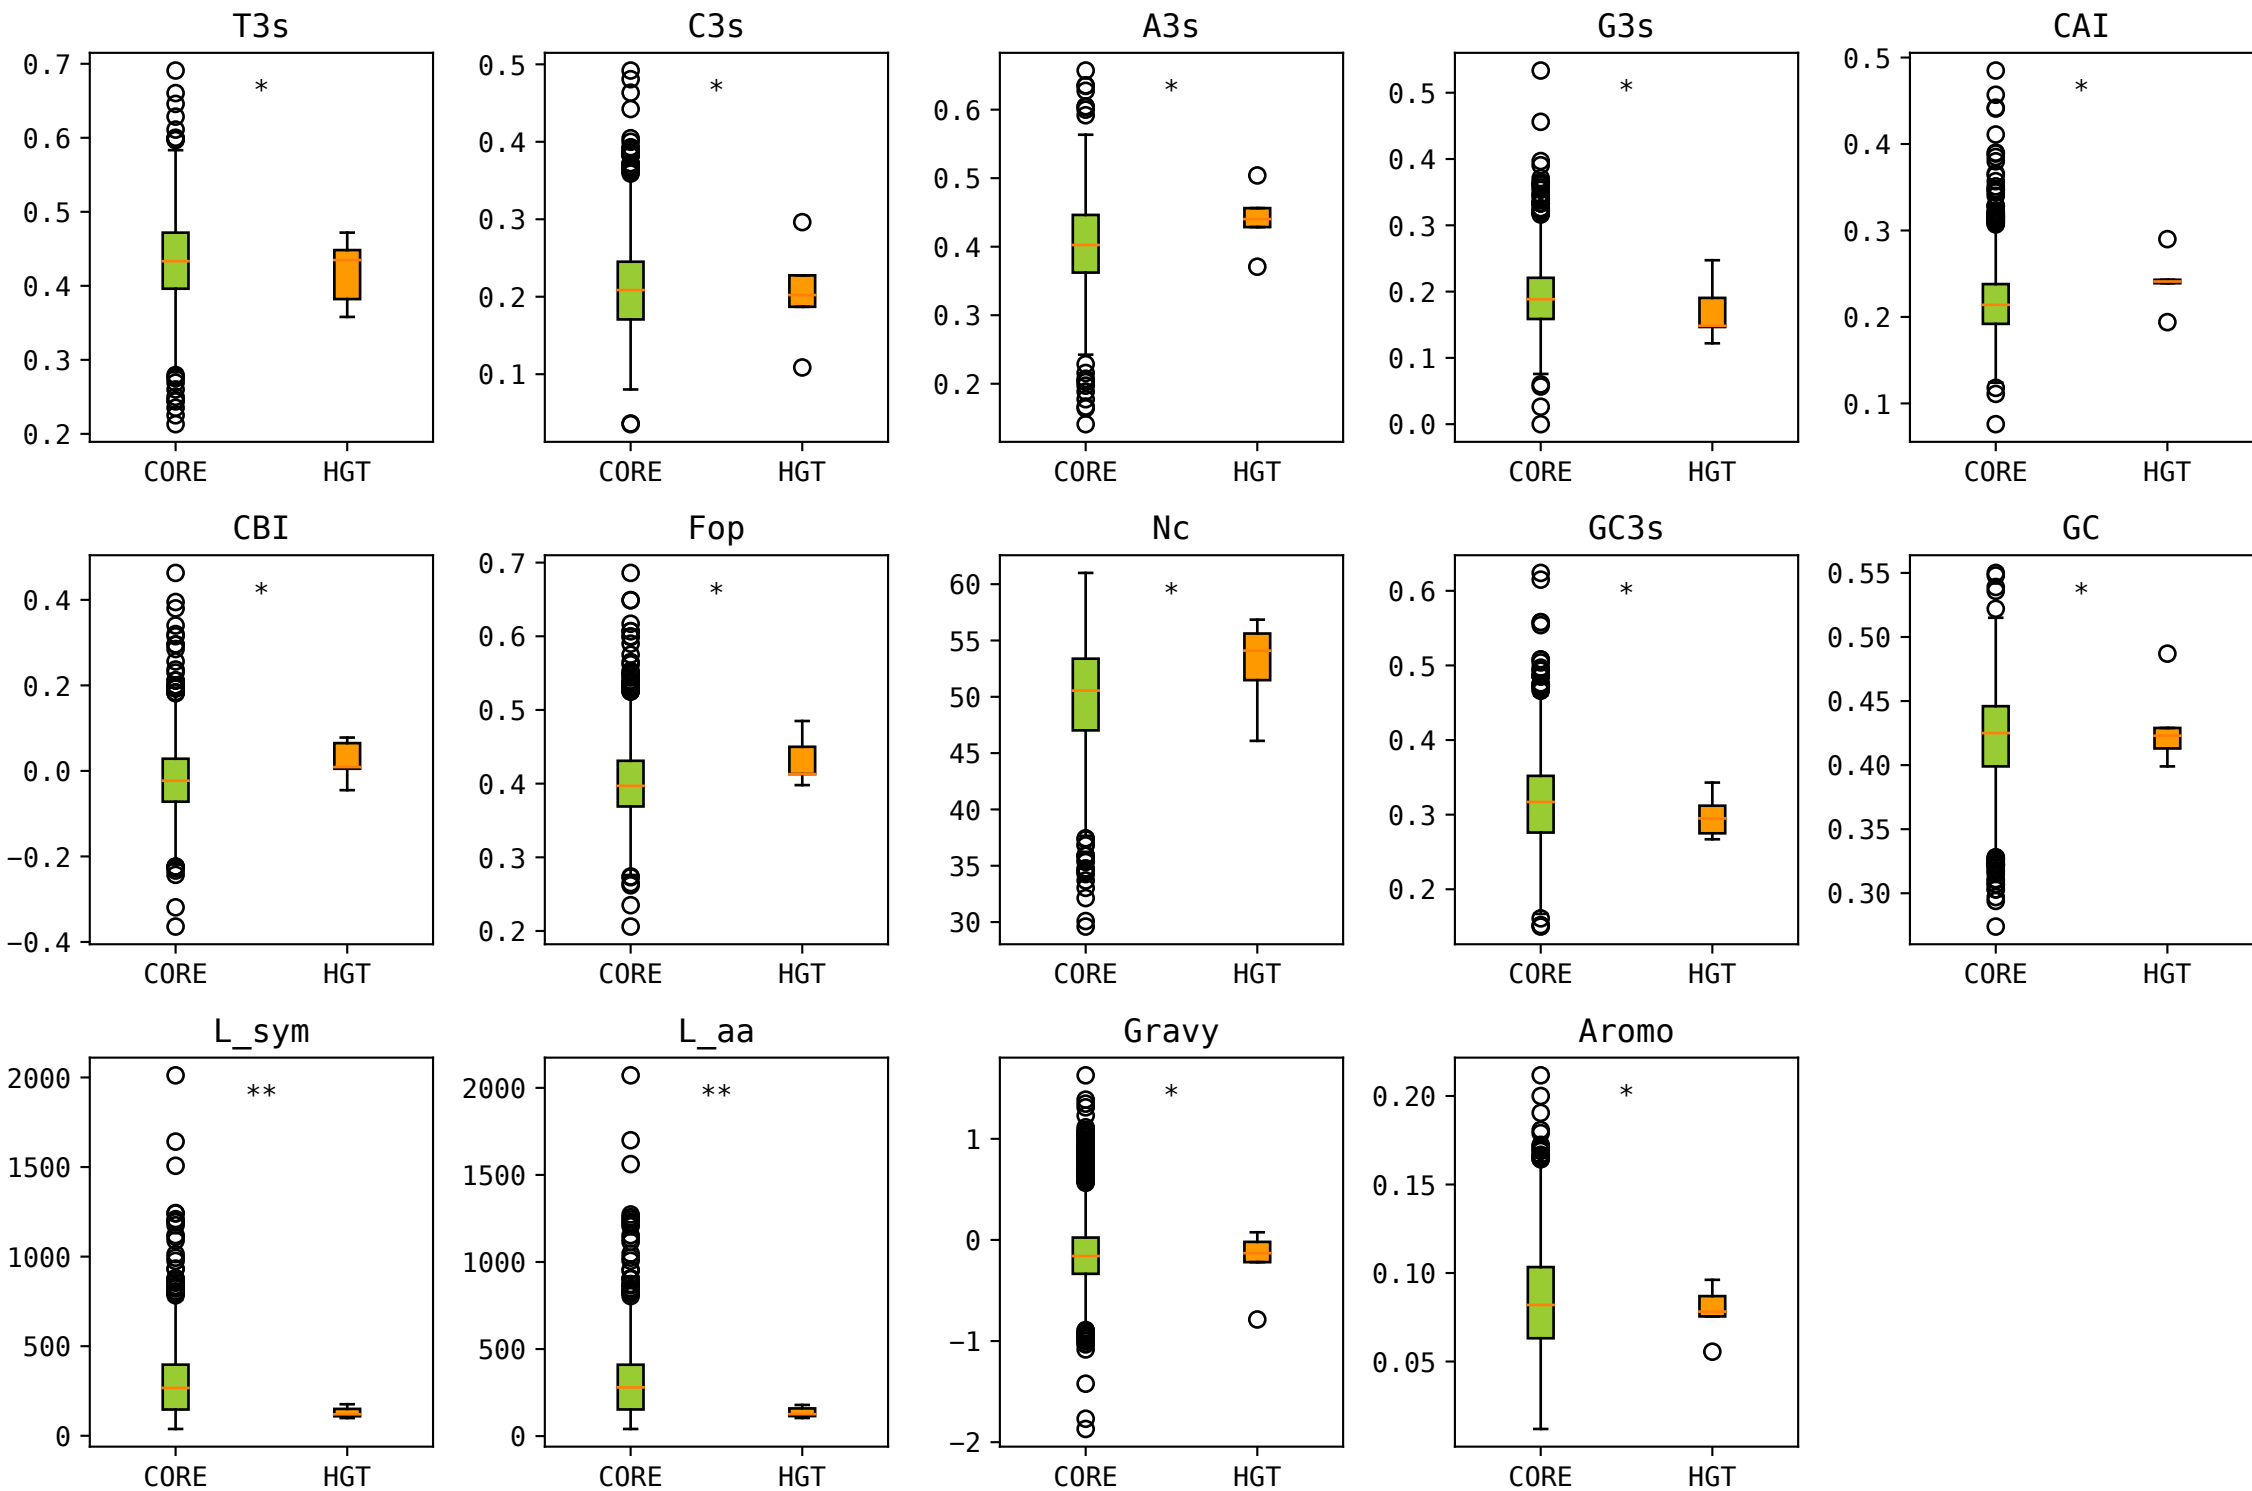 T3s
C3s
A3s
G3s
CAI
0.7
0.6
0.5
0.4
0.3
0.2
*
CORE
HGT
0.5
0.4
0.3
0.2
0.1
*
CORE
HGT
0.6
0.5
0.4
0.3
0.2
*
CORE
HGT
0.5
0.4
0.3
0.2
0.1
0.0
*
CORE
HGT
0.5
0.4
0.3
0.2
0.1
*
CORE
HGT
CBI
Fop
Nc
GC3s
GC
0.4
0.2
0.0
−0.2
−0.4
*
CORE
HGT
0.7
0.6
0.5
0.4
0.3
0.2
*
CORE
HGT
60
55
50
45
40
35
30
*
CORE
HGT
0.6
0.5
0.4
0.3
0.2
*
CORE
HGT
0.55
0.50
0.45
0.40
0.35
0.30
*
CORE
HGT
L_sym
L_aa
Gravy
Aromo
2000
1500
1000
500
0
**
CORE
HGT
2000
1500
1000
500
0
**
CORE
HGT
1
0
−1
−2
*
CORE
HGT
0.20
0.15
0.10
0.05
*
CORE
HGT